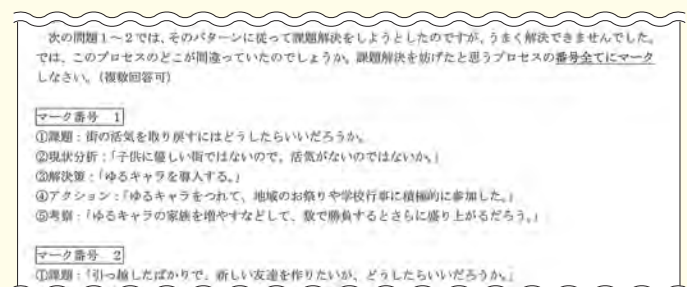 次の問題1～2では、そのパターンに従って課題解決をしようとしたのですが、うまく解決できませんでした。
では、このプロセスのどこが間違っていたのでしょうか。課題解決を妨げたと思うプロセスの番号全てにマーク
しなさい。(複数回答可)
マーク番号 1
①課題:街の活気を取り戻すにはどうしたらいいだろうか。
②現状分析:「子供に優しい街ではないので、活気がないのではないか。」
③解決策:「ゆるキャラを導入する。」
④アクション:「ゆるキャラをつれて、地域のお祭りや学校行事に積極的に参加した。」
⑤考察:「ゆるキャラの家族を増やすなどして、数で勝負するとさらに盛り上がるだろう。」
マーク番号 2
①課題:「引っ越したばかりで、新しい友達を作りたいが、どうしたらいいだろうか。」